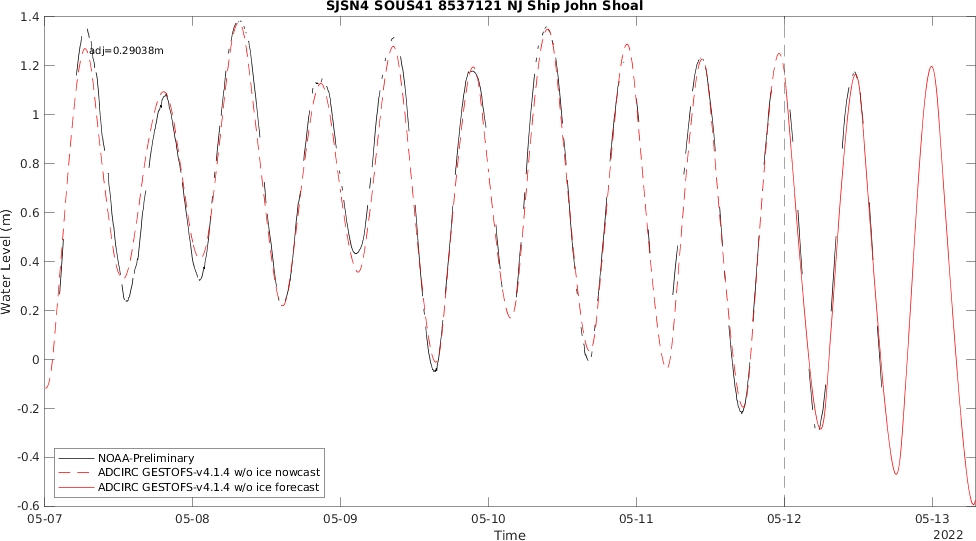 SJSN4 SOUS41 8537121 NJ Ship John Shoal
1.4
adj=0.29038m
1.2
1
0.8
0.6
0.4
0.2
0
-0.2
-0.4
-0.6
Water Level (m)
NOAA-Preliminary
ADCIRC GESTOFS-v4.1.4 w/o ice nowcast
ADCIRC GESTOFS-v4.1.4 w/o ice forecast
05-07 05-08 05-09 05-10 05-11 05-12 05-13
Time
2022